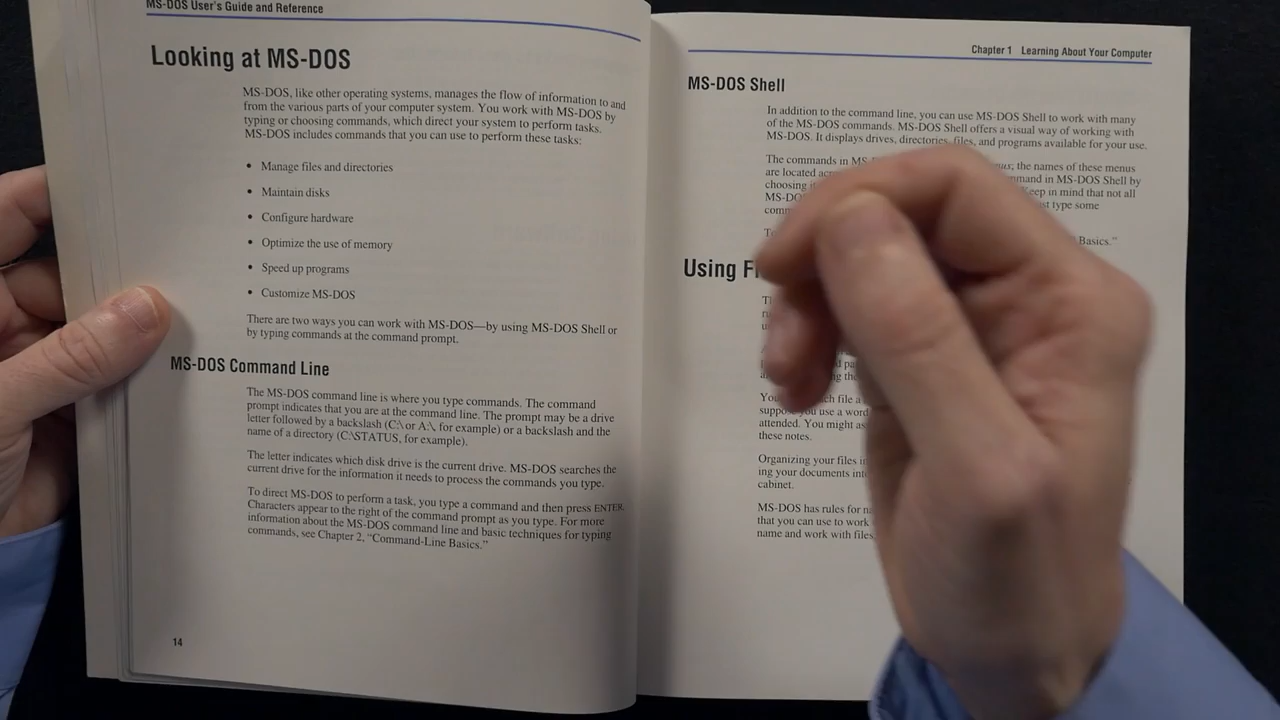 MS-DOS User's Guide and Reference
Looking at MS-DOS
MS-DOS, like other operating systems, manages the flow of information to and
from the various parts of your computer system. You work with MS-DOS by
typing or choosing commands, which direct your system to perform tasks.
MS-DOS includes commands that you can use to perform these tasks:
• Manage files and directories
• Maintain disks
• Configure hardware
• Optimize the use of memory
• Speed up programs
• Customize MS-DOS
There are two ways you can work with MS-DOS—by using MS-DOS Shell or
by typing commands at the command prompt.
MS-DOS Command Line
The MS-DOS command line is where you type commands. The command
prompt indicates that you are at the command line. The prompt may be a drive
letter followed by a backslash (C:\ or A:\, for example) or a backslash and the
name of a directory (C:\STATUS, for example).
The letter indicates which disk drive is the current drive. MS-DOS searches the
current drive for the information it needs to process the commands you type.
To direct MS-DOS to perform a task, you type a command and then press ENTER.
Characters appear to the right of the command prompt as you type. For more
information about the MS-DOS command line and basic techniques for typing
commands, see Chapter 2, "Command-Line Basics."
14
Chapter 1 Learning About Your Computer
MS-DOS Shell
In addition to the command line, you can use MS-DOS Shell to work with many
of the MS-DOS commands. MS-DOS Shell offers a visual way of working with
MS-DOS. It displays drives, directories, files, and programs available for your use.
The commands in the names of these menus
are located in MS-DOS Shell by
choosing Keep in mind that not all
type some
Basics."
Using
file a
suppose you use a word
attended. You might as
these notes.
Organizing your files
ing your documents
cabinet.
MS-DOS has rules for
that you can use to work
name and work with files.